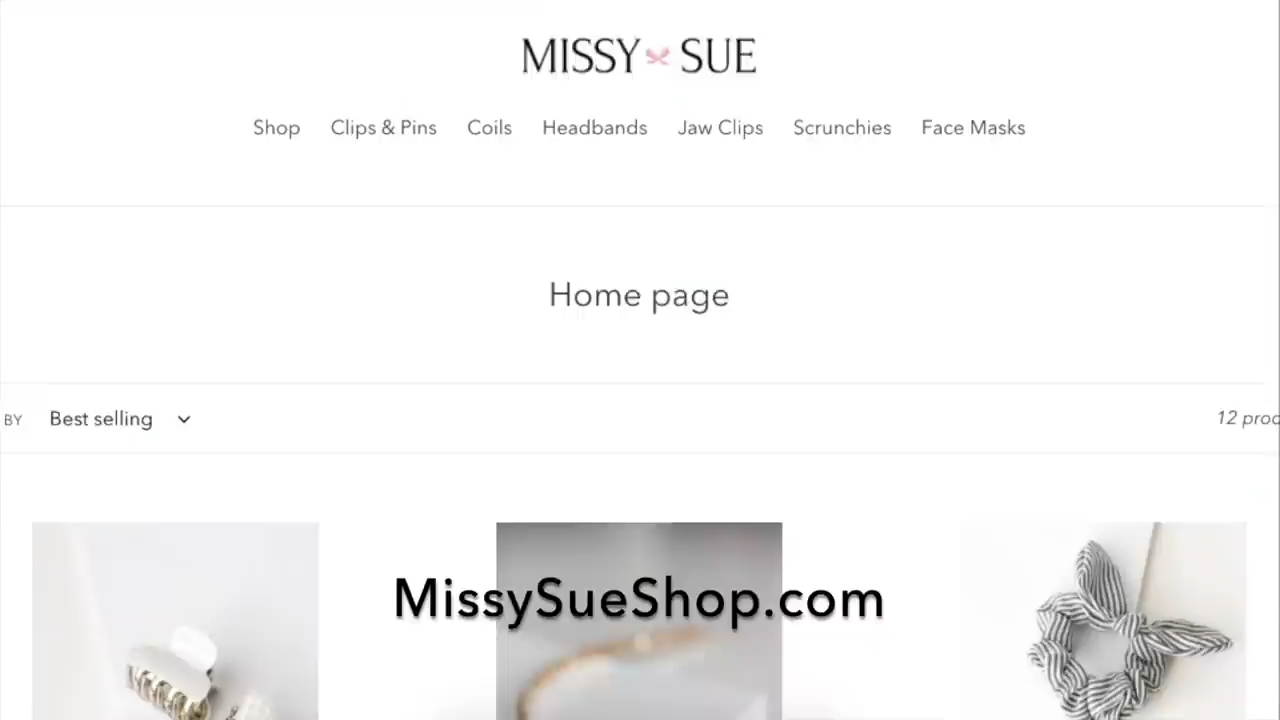 MISSY SUE
Shop Clips & Pins Coils Headbands Jaw Clips Scrunchies Face Masks
Home page
BY Best selling 12 proc
MissySueShop.com